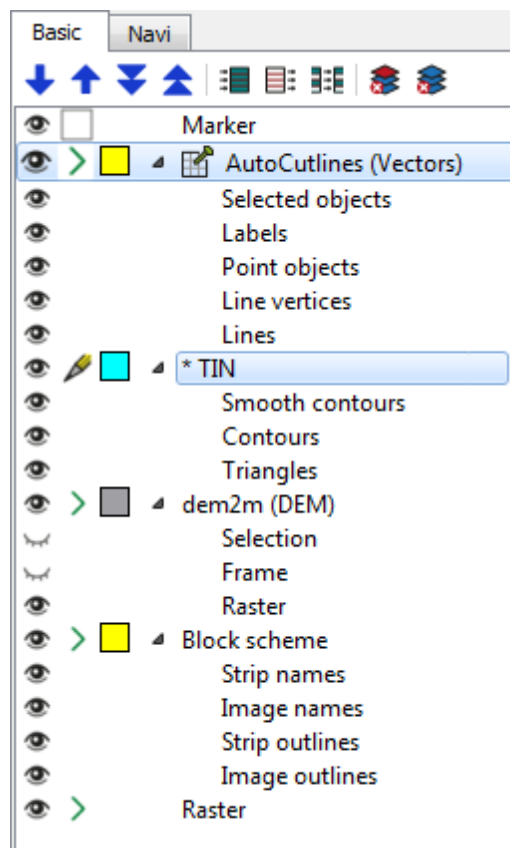 Basic Navi
Marker
AutoCutlines (Vectors)
Selected objects
Labels
Point objects
Line vertices
Lines
* TIN
Smooth contours
Contours
Triangles
dem2m (DEM)
Selection
Frame
Raster
Block scheme
Strip names
Image names
Strip outlines
Image outlines
Raster